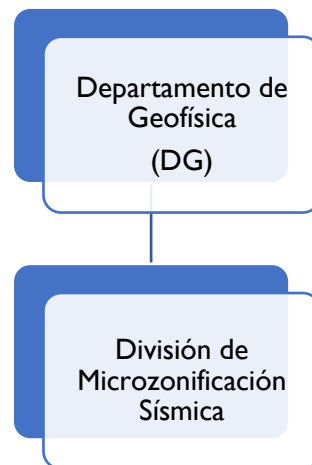 Departamento de
Geofísica
(DG)
División de
Microzonificación
Sísmica